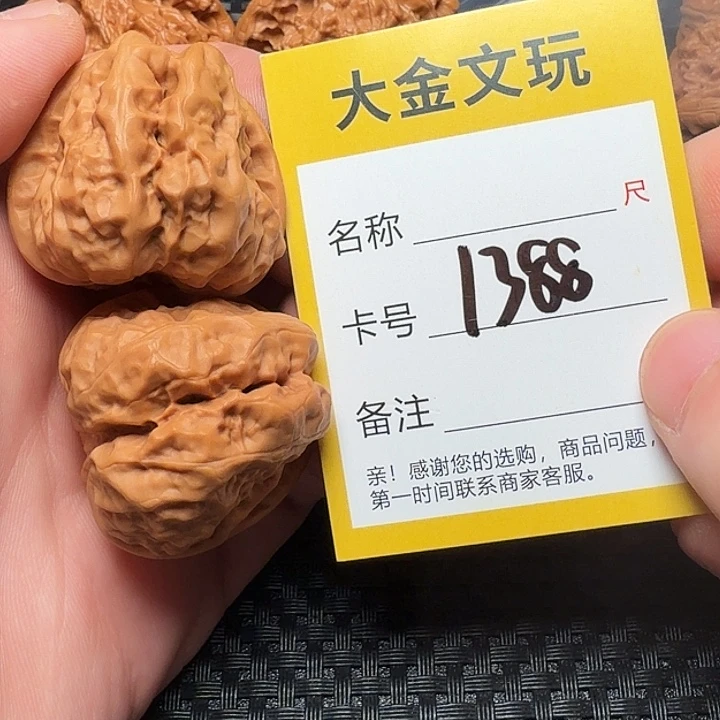 大金文玩
名称 尺
卡号 1388
备注
亲！感谢您的选购，商品问题，
第一时间联系商家客服。